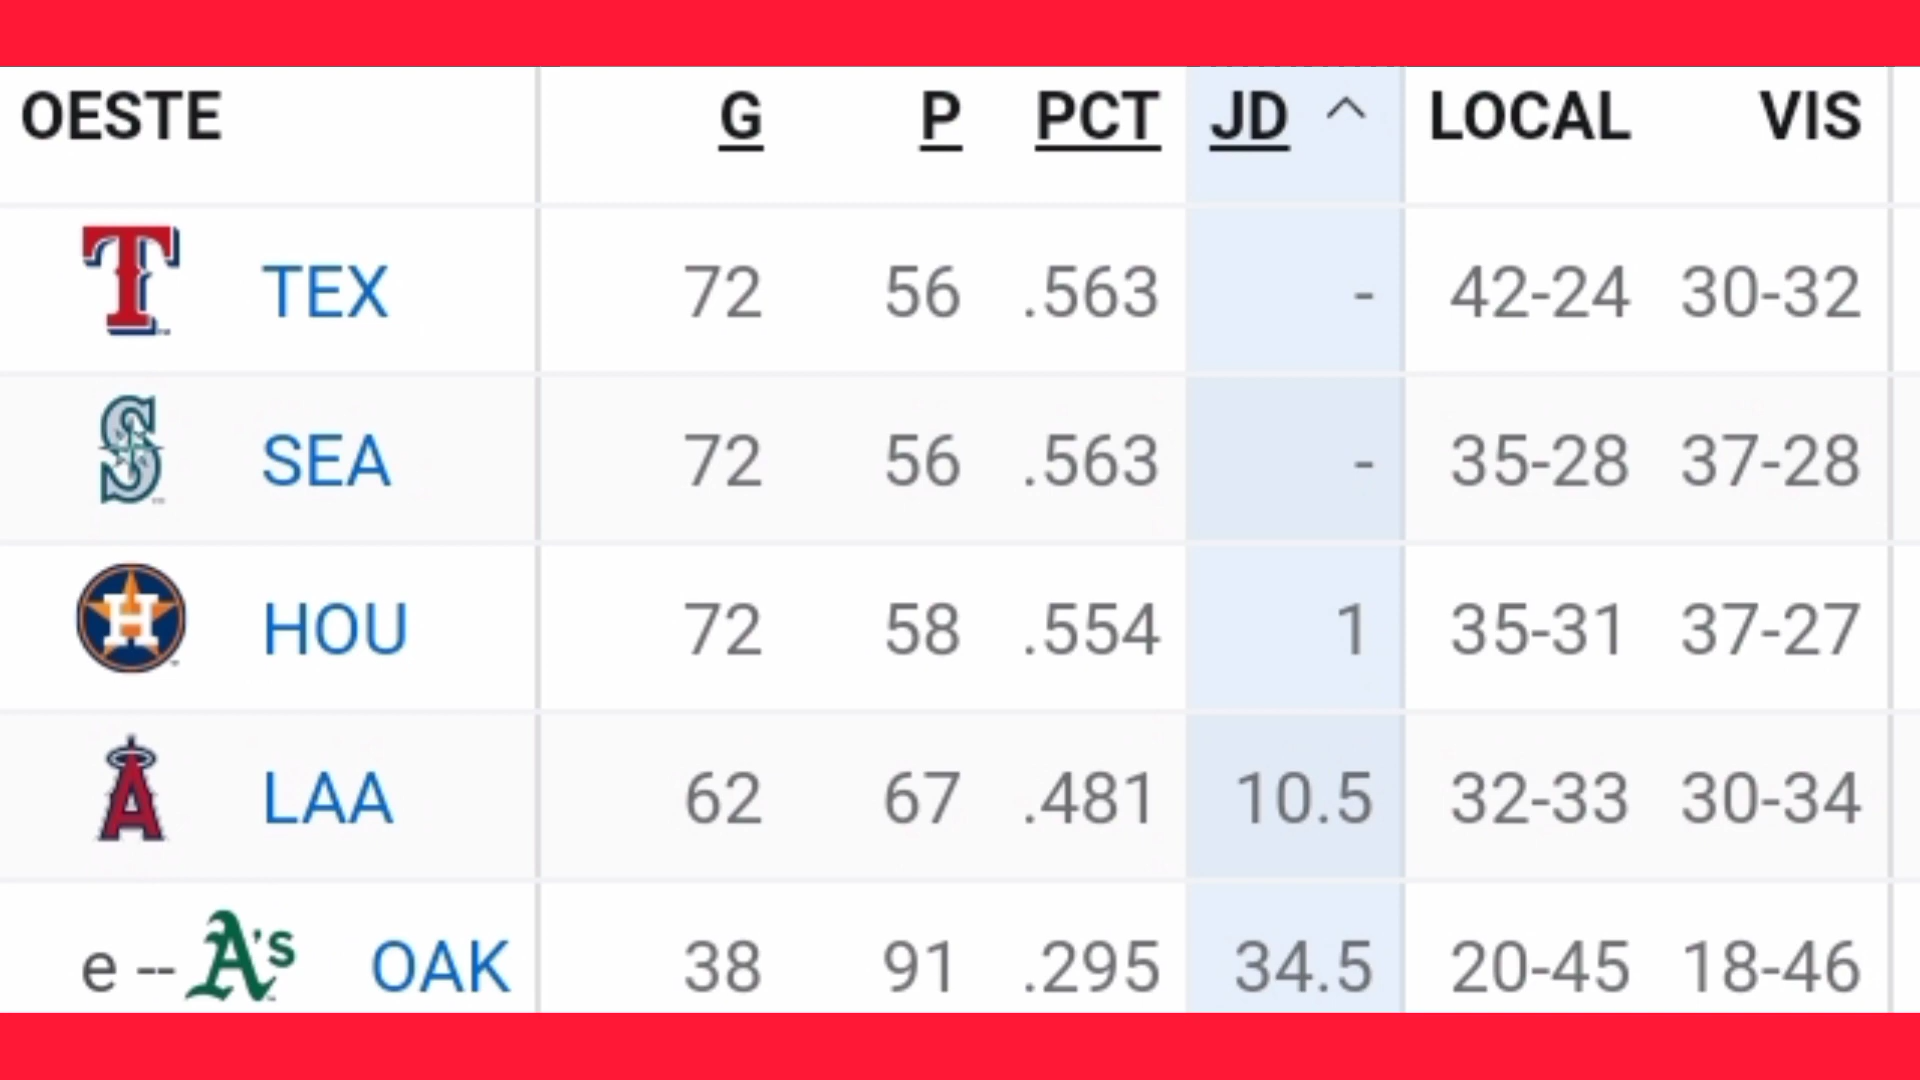 OESTE G P PCT JD LOCAL VIS
TEX 72 56 .563 - 42-24 30-32
SEA 72 56 .563 - 35-28 37-28
HOU 72 58 .554 1 35-31 37-27
LAA 62 67 .481 10.5 32-33 30-34
e -- A's OAK 38 91 .295 34.5 20-45 18-46